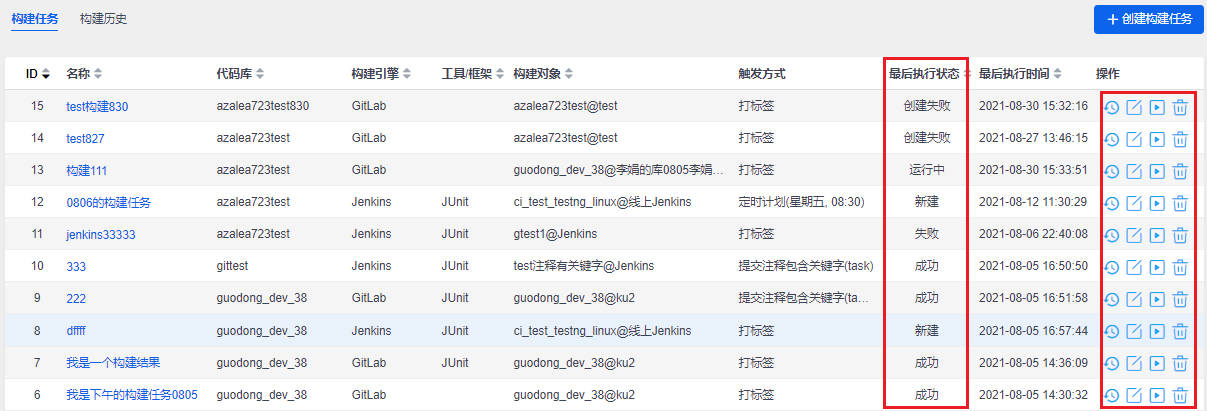 构建任务 构建历史 创建构建任务
ID 名称 代码库 构建引擎 工具/框架 构建对象 触发方式 最后执行状态 最后执行时间 操作
15 test构建830 azalea723test830 GitLab azalea723test@test 打标签 创建失败 2021-08-30 15:32:16
14 test827 azalea723test GitLab azalea723test@test 打标签 创建失败 2021-08-27 13:46:15
13 构建111 azalea723test GitLab guodong_dev_38@李娟的库0805李娟... 打标签 运行中 2021-08-30 15:33:51
12 0806的构建任务 azalea723test Jenkins JUnit ci_test_testng_linux@线上Jenkins 定时计划(星期五, 08:30) 新建 2021-08-12 11:30:29
11 jenkins33333 azalea723test Jenkins JUnit gtest1@Jenkins 打标签 失败 2021-08-06 22:40:08
10 333 gittest Jenkins JUnit test注释有关键字@Jenkins 提交注释包含关键字(task) 成功 2021-08-05 16:50:50
9 222 guodong_dev_38 GitLab JUnit guodong_dev_38@ku2 提交注释包含关键字(ta... 成功 2021-08-05 16:51:58
8 dffff guodong_dev_38 Jenkins JUnit ci_test_testng_linux@线上Jenkins 打标签 新建 2021-08-05 16:57:44
7 我是一个构建结果 guodong_dev_38 GitLab JUnit guodong_dev_38@ku2 打标签 成功 2021-08-05 14:36:09
6 我是下午的构建任务0805 guodong_dev_38 GitLab guodong_dev_38@ku2 打标签 成功 2021-08-05 14:30:32